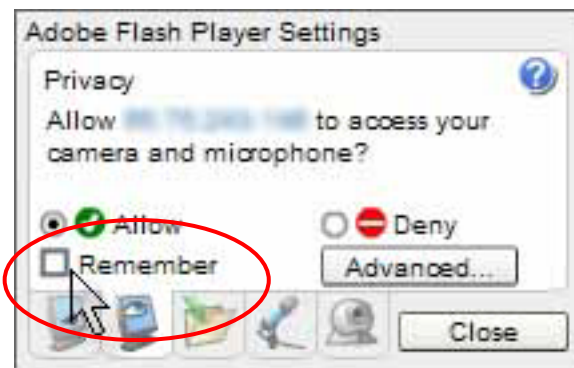 Adobe Flash Player Settings
Privacy
Allow to access your
camera and microphone?
Allow Deny
Remember Advanced...
Close